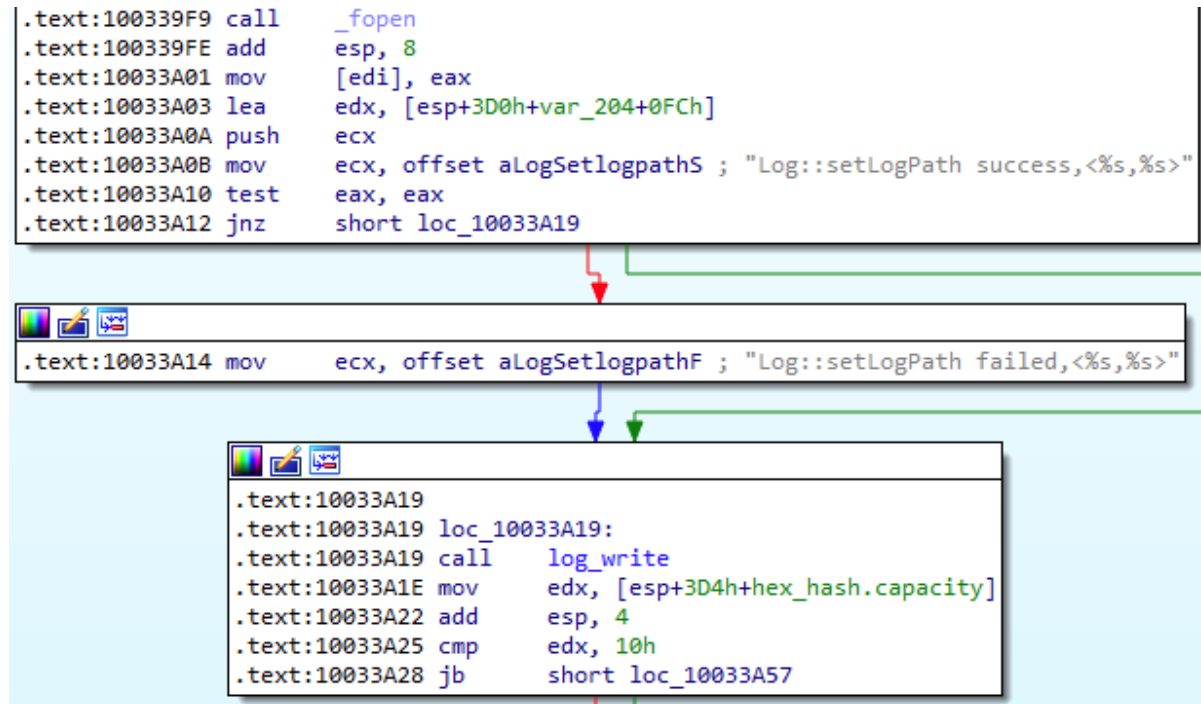 .text:100339F9 call _fopen
.text:100339FE add esp, 8
.text:10033A01 mov [edi], eax
.text:10033A03 lea edx, [esp+3D0h+var_204+0FCh]
.text:10033A0A push ecx
.text:10033A0B mov ecx, offset aLogSetlogpathS ; "Log::setLogPath success,<%s,%s>"
.text:10033A10 test eax, eax
.text:10033A12 jnz short loc_10033A19
.text:10033A14 mov ecx, offset aLogSetlogpathF ; "Log::setLogPath failed,<%s,%s>"
.text:10033A19
.text:10033A19 loc_10033A19:
.text:10033A19 call log_write
.text:10033A1E mov edx, [esp+3D4h+hex_hash.capacity]
.text:10033A22 add esp, 4
.text:10033A25 cmp edx, 10h
.text:10033A28 jb short loc_10033A57